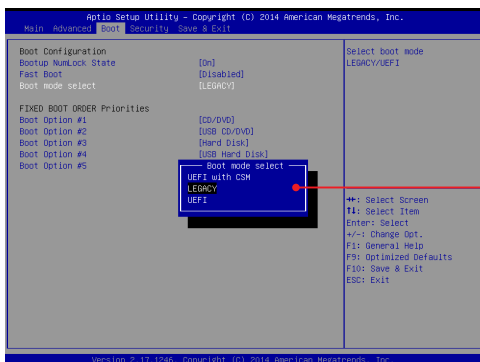 Aptio Setup Utility – Copyright (C) 2014 American Megatrends, Inc.
Main Advanced Boot Security Save & Exit
Boot Configuration
Bootup NumLock State [On]
Fast Boot [Disabled]
Boot mode select [LEGACY]
FIXED BOOT ORDER Priorities
Boot Option #1 [CD/DVD]
Boot Option #2 [USB CD/DVD]
Boot Option #3 [Hard Disk]
Boot Option #4 [USB Hard Disk]
Boot Option #5
Boot mode select
UEFI with CSM
LEGACY
UEFI
Select boot mode
LEGACY/UEFI
→←: Select Screen
↑↓: Select Item
Enter: Select
+/-: Change Opt.
F1: General Help
F9: Optimized Defaults
F10: Save & Exit
ESC: Exit
Version 2.17.1246. Copyright (C) 2014 American Megatrends, Inc.